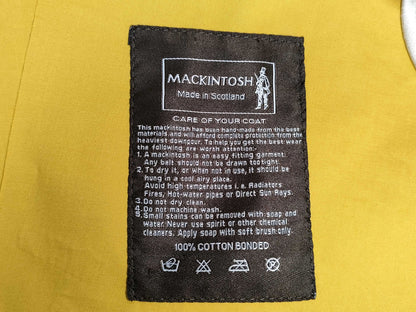 MACKINTOSH
Made in Scotland
CARE OF YOUR COAT
This mackintosh has been hand-made from the best
materials and will afford complete protection from the
heaviest downpour. To help you get the best wear
the following are worth attention:
1. A mackintosh is an easy fitting garment.
Any belt should not be drawn too tight.
2. To dry it, or when not in use, it should be
hung in a cool airy place.
Avoid high temperatures i.e. Radiators
Fires, Hot-water pipes or Direct Sun Rays.
3. Do not dry clean.
4. Do not machine wash.
5. Small stains can be removed with soap and
water. Never use spirit or other chemical
cleaners. Apply soap with soft brush only.
100% COTTON BONDED